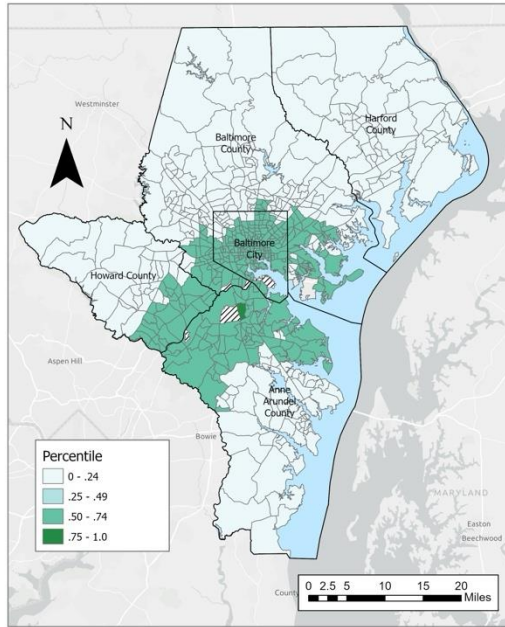 Westminster
Harford
County
Baltimore
County
N
Baltimore
City
Howard County
Aspen Hill
Anne
Arundel
County
Bowie
Percentile
0 - .24
.25 - .49
.50 - .74
.75 - 1.0
MARYLAND
Easton
Beechwood
County
0 2.5 5 10 15 20
Miles